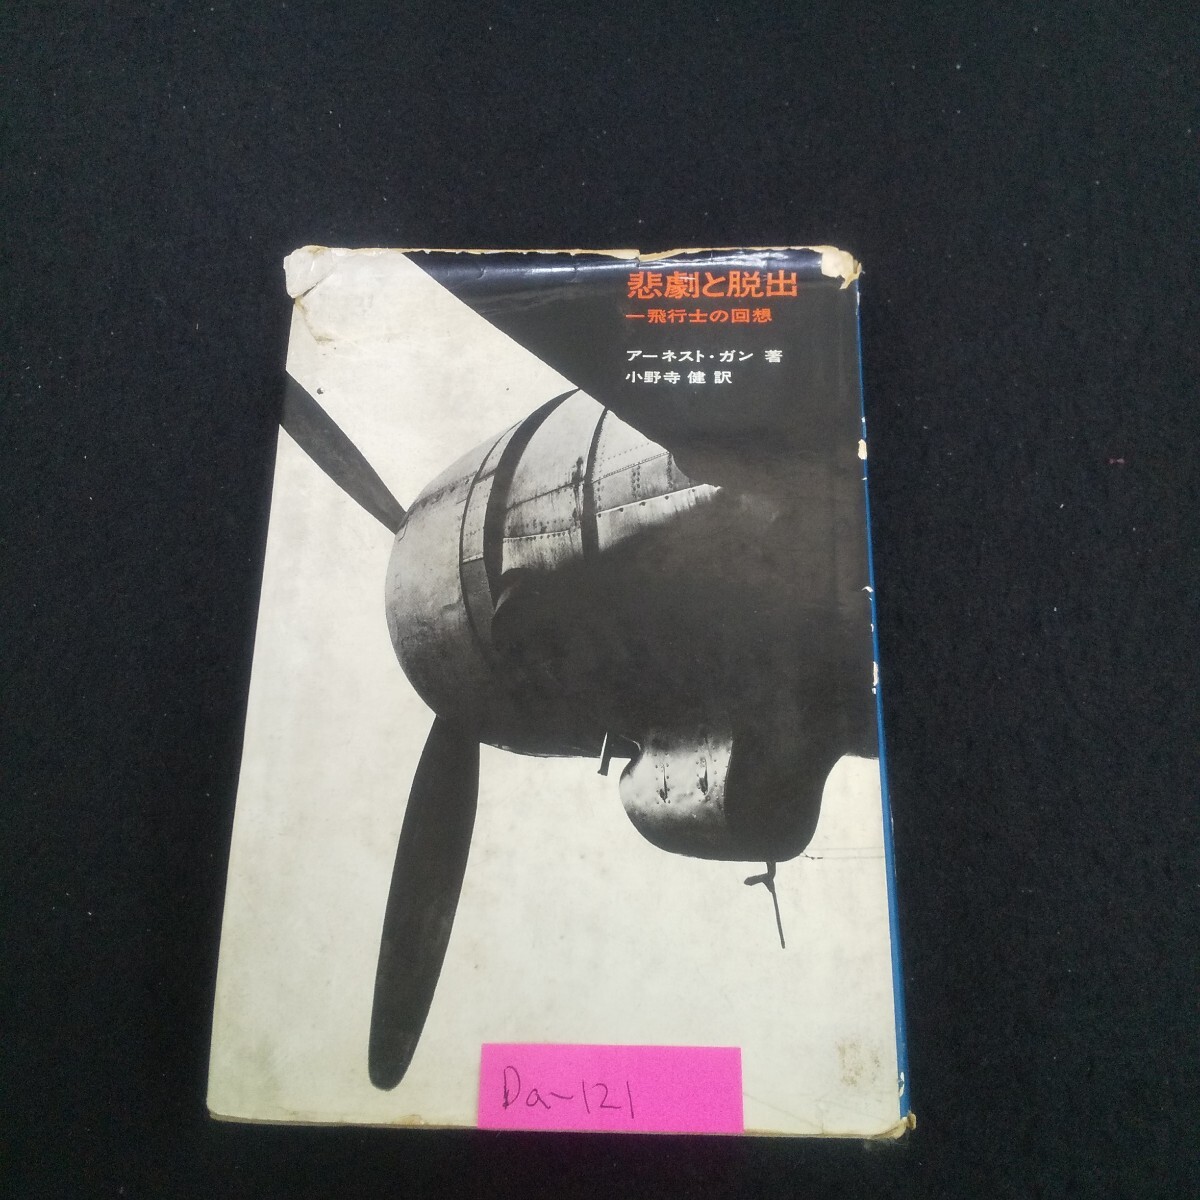 悲劇と脱出
一飛行士の回想
アーネスト・ガン 著
小野寺 健 訳
Da-121